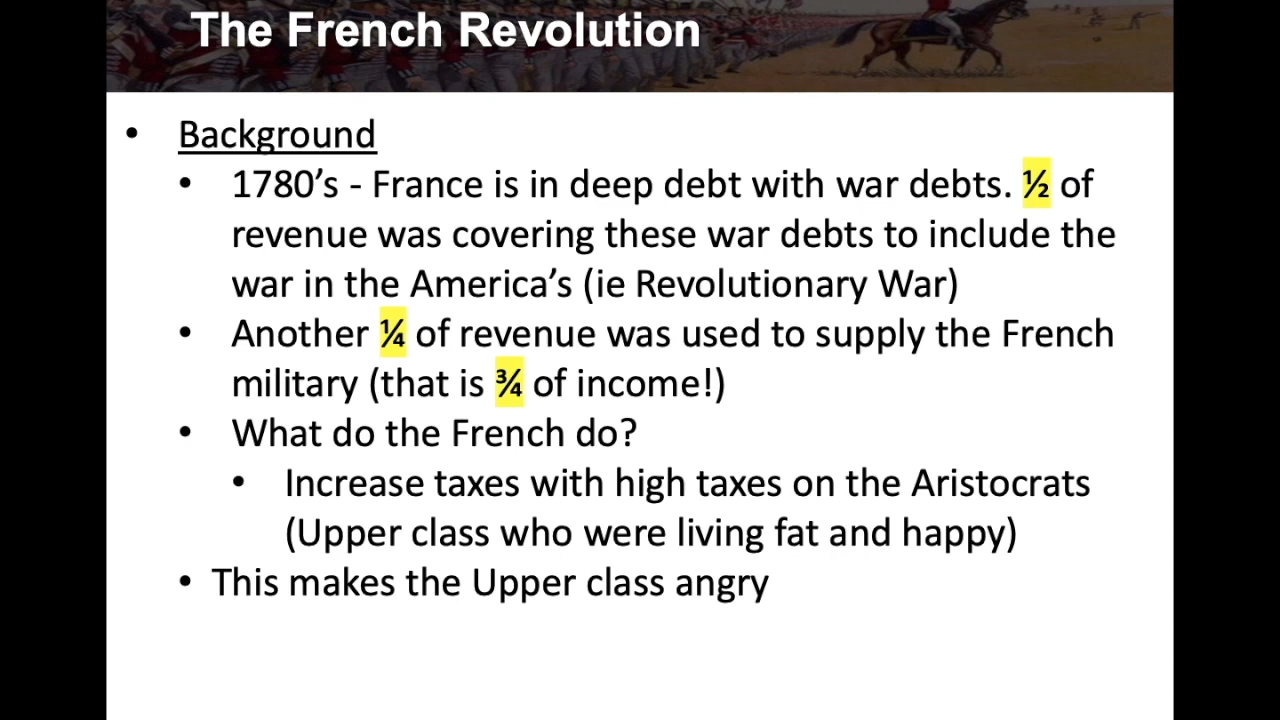 The French Revolution
• Background
• 1780’s - France is in deep debt with war debts. ½ of
revenue was covering these war debts to include the
war in the America’s (ie Revolutionary War)
• Another ¼ of revenue was used to supply the French
military (that is ¾ of income!)
• What do the French do?
• Increase taxes with high taxes on the Aristocrats
(Upper class who were living fat and happy)
• This makes the Upper class angry